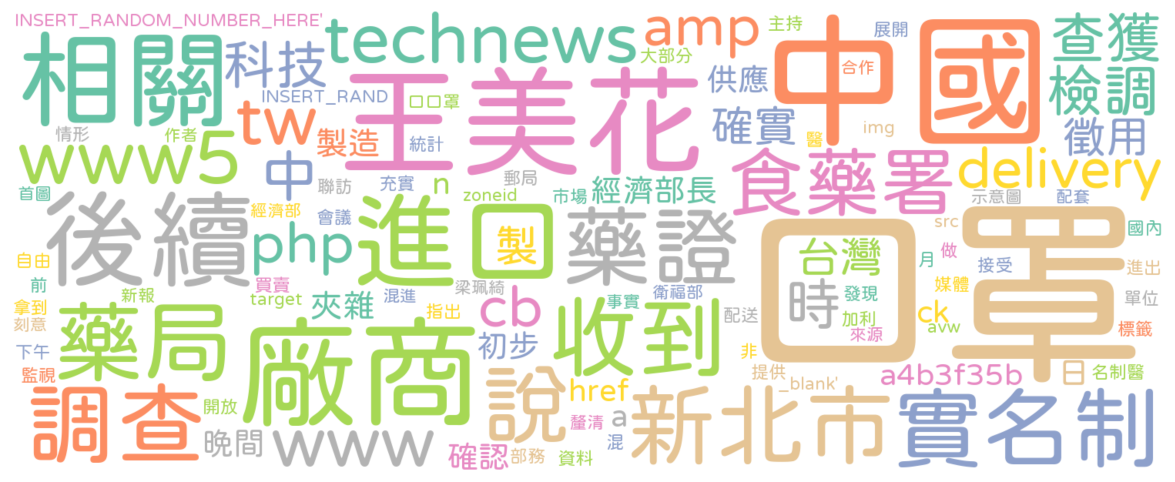 INSERT_RANDOM_NUMBER_HERE'
technews
amp
主持
展開
中國
查獲
相關
科技
大部分
供應
合作
檢調
INSERT_RAND
口口罩
王美花
tw
製造
統計
確實
醫
img
徵用
情形
作者
www5
中
聯訪
充實
n
郵局
zoneid
市場
經濟部長
食藥署
delivery
示意圖
配套
首圖
後續
經濟部
會議
進口
製
藥證
口罩
src
國內
自由
php
台灣
做
月
接受
進出
前
買賣
混進
梁珮綺
衛福部
時
發現
媒體
單位
拿到
新報
target
夾雜
指出
cb
事實
配送
加利
ck
刻意
藥局
廠商
收到
來源
avw
標籤
下午
初步
非
監視
提供
_blank'
a4b3f35b
日
名制醫
調查
開放
說
href
a
新北市
實名制
晚間
www
釐清
混
確認
部務
資料